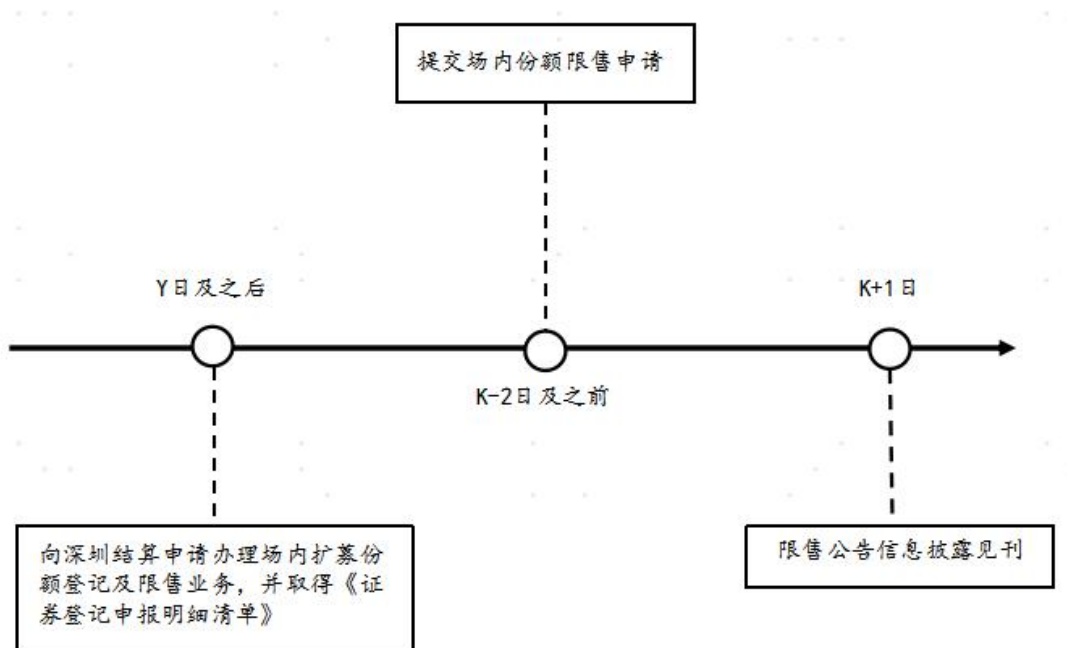 提交场内份额限售申请
Y日及之后
K+1日
K-2日及之前
向深圳结算申请办理场内扩募份
额登记及限售业务，并取得《证
券登记申报明细清单》
限售公告信息披露见刊